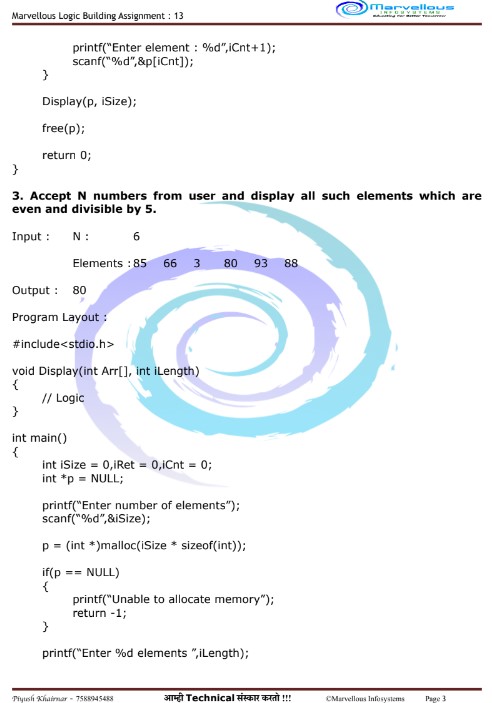 Marvellous Logic Building Assignment : 13
Marvellous
INFOSYSTEMS
Educating for Better Tomorrow
printf("Enter element : %d",iCnt+1);
scanf("%d",&p[iCnt]);
}
Display(p, iSize);
free(p);
return 0;
}
3. Accept N numbers from user and display all such elements which are
even and divisible by 5.
Input : N : 6
Elements : 85 66 3 80 93 88
Output : 80
Program Layout :
#include<stdio.h>
void Display(int Arr[], int iLength)
{
// Logic
}
int main()
{
int iSize = 0,iRet = 0,iCnt = 0;
int *p = NULL;
printf("Enter number of elements");
scanf("%d",&iSize);
p = (int *)malloc(iSize * sizeof(int));
if(p == NULL)
{
printf("Unable to allocate memory");
return -1;
}
printf("Enter %d elements ",iLength);
Piyush Khairnar - 7588945488 आम्ही Technical संस्कार करतो !!! ©Marvellous Infosystems Page 3